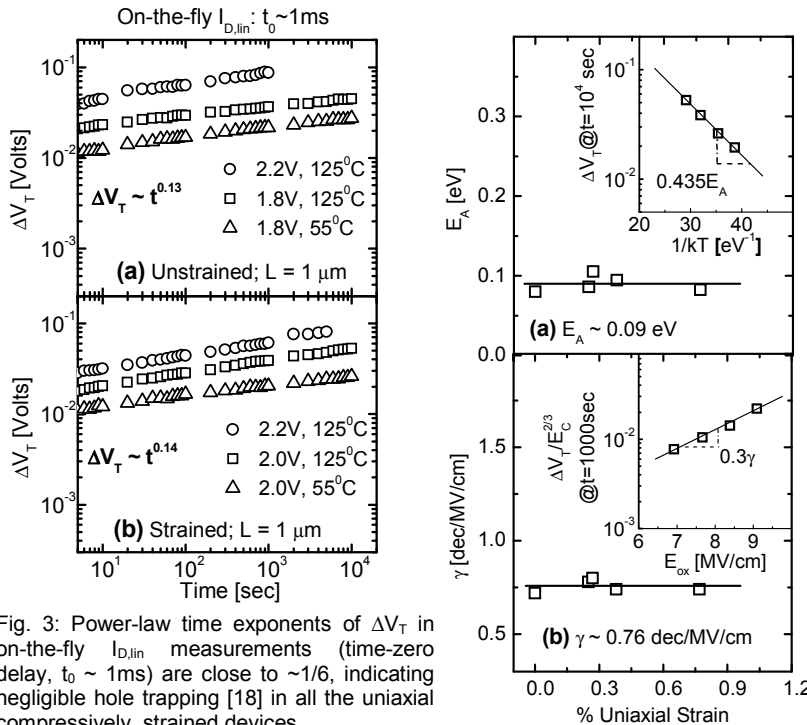 On-the-fly I_D,lin: t_0~1ms
10^-1
10^-2
10^-3
ΔV_T [Volts]
2.2V, 125^0C
1.8V, 125^0C
1.8V, 55^0C
ΔV_T ~ t^0.13
(a) Unstrained; L = 1 μm
10^-1
10^-2
10^-3
ΔV_T [Volts]
2.2V, 125^0C
2.0V, 125^0C
2.0V, 55^0C
ΔV_T ~ t^0.14
(b) Strained; L = 1 μm
10^1 10^2 10^3 10^4
Time [sec]
Fig. 3: Power-law time exponents of ΔV_T in
on-the-fly I_D,lin measurements (time-zero
delay, t_0 ~ 1ms) are close to ~1/6, indicating
negligible hole trapping [18] in all the uniaxial
compressively strained devices
E_A [eV]
0.3
0.2
0.1
0.0
ΔV_T@t=10^4 sec
10^-1
10^-2
0.435E_A
20 30 40
1/kT [eV^-1]
(a) E_A ~ 0.09 eV
γ [dec/MV/cm]
1.75
1.0
0.5
ΔV_T/E_C^2/3
@t=1000sec
10^-2
10^-3
0.3γ
6 7 8 9
E_ox [MV/cm]
(b) γ ~ 0.76 dec/MV/cm
0.0 0.3 0.6 0.9 1.2
% Uniaxial Strain